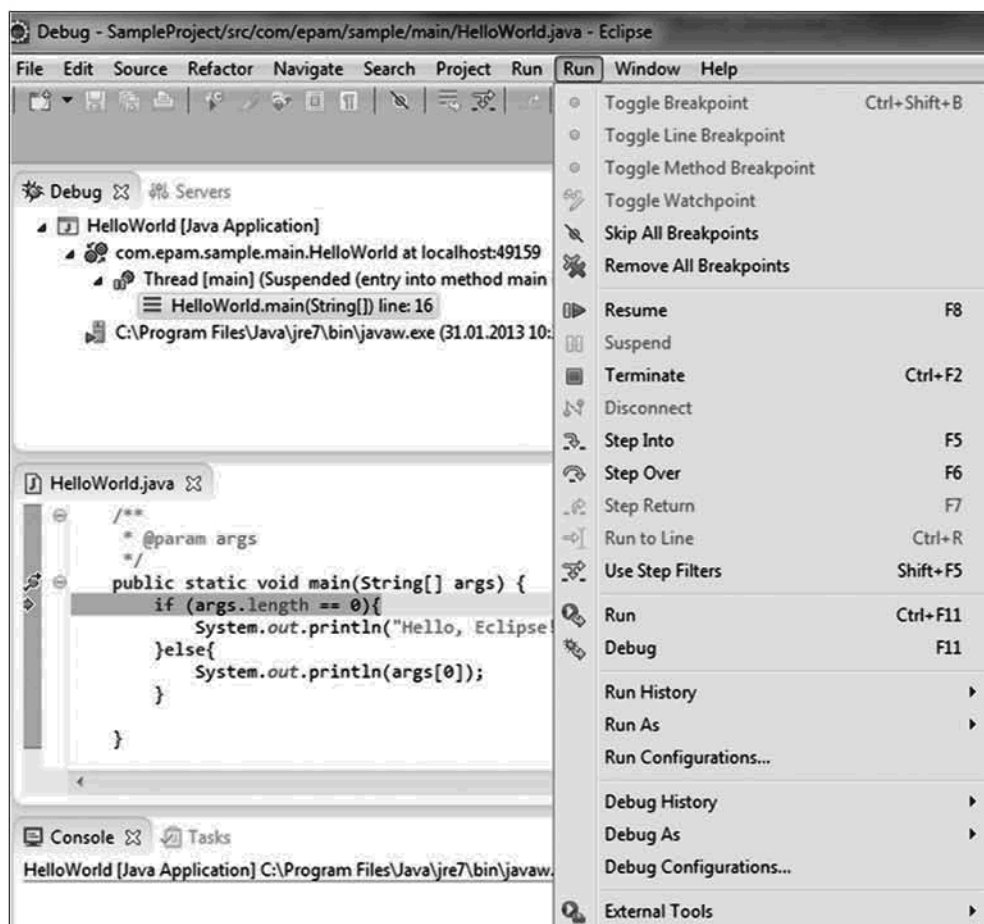 Debug - SampleProject/src/com/epam/sample/main/HelloWorld.java - Eclipse
File Edit Source Refactor Navigate Search Project Run Run Window Help
Debug Servers
HelloWorld [Java Application]
com.epam.sample.main.HelloWorld at localhost:49159
Thread [main] (Suspended (entry into method main
HelloWorld.main(String[]) line: 16
C:\Program Files\Java\jre7\bin\javaw.exe (31.01.2013 10:
HelloWorld.java
/**
* @param args
*/
public static void main(String[] args) {
if (args.length == 0){
System.out.println("Hello, Eclipse!
}else{
System.out.println(args[0]);
}
}
Console Tasks
HelloWorld [Java Application] C:\Program Files\Java\jre7\bin\javaw.
Toggle Breakpoint Ctrl+Shift+B
Toggle Line Breakpoint
Toggle Method Breakpoint
Toggle Watchpoint
Skip All Breakpoints
Remove All Breakpoints
Resume F8
Suspend
Terminate Ctrl+F2
Disconnect
Step Into F5
Step Over F6
Step Return F7
Run to Line Ctrl+R
Use Step Filters Shift+F5
Run Ctrl+F11
Debug F11
Run History
Run As
Run Configurations...
Debug History
Debug As
Debug Configurations...
External Tools